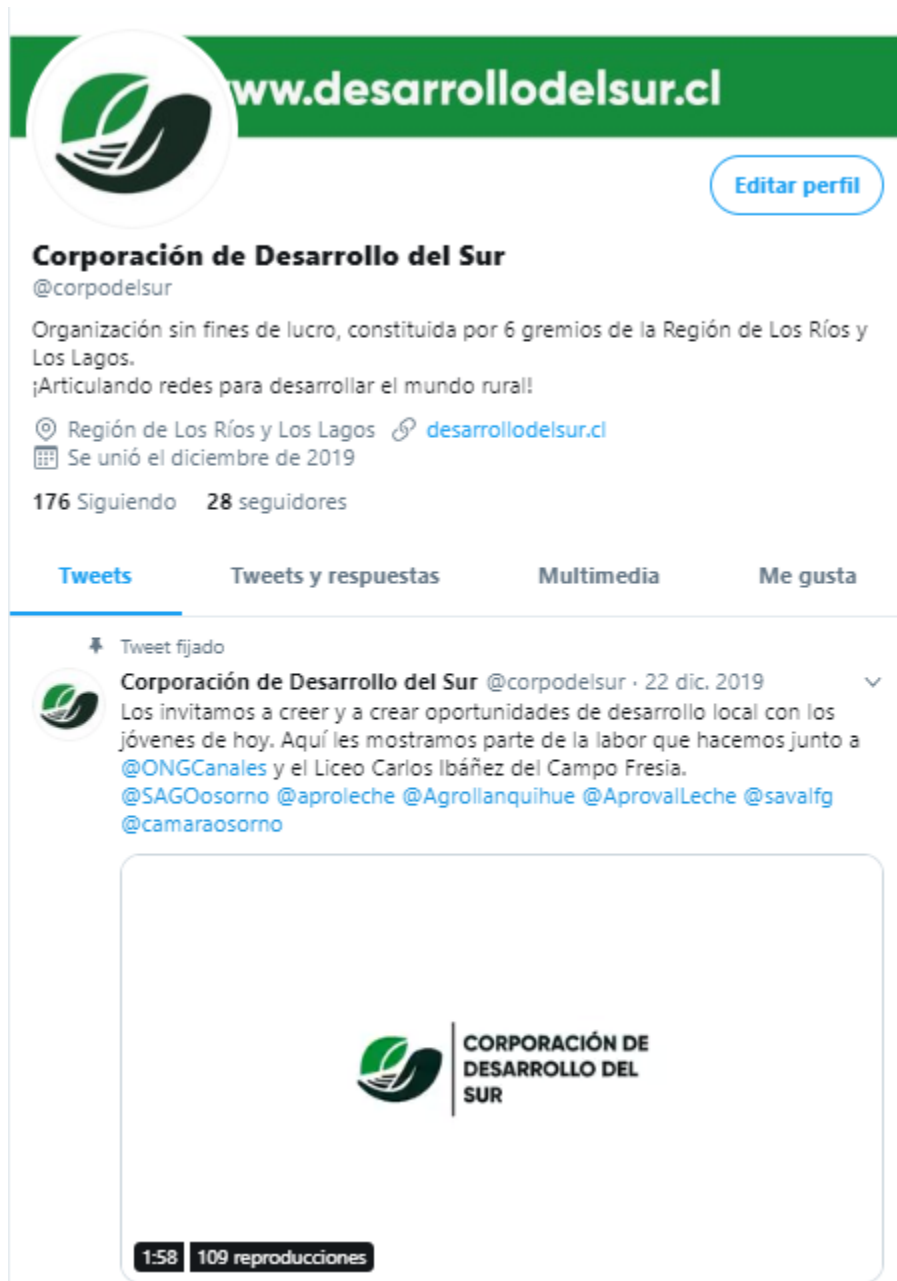 ww.desarrollodelsur.cl
Editar perfil
Corporación de Desarrollo del Sur
@corpodelsur
Organización sin fines de lucro, constituida por 6 gremios de la Región de Los Ríos y
Los Lagos.
¡Articulando redes para desarrollar el mundo rural!
Región de Los Ríos y Los Lagos desarrollodelsur.cl
Se unió el diciembre de 2019
176 Siguiendo 28 seguidores
Tweets Tweets y respuestas Multimedia Me gusta
Tweet fijado
Corporación de Desarrollo del Sur @corpodelsur · 22 dic. 2019
Los invitamos a creer y a crear oportunidades de desarrollo local con los
jóvenes de hoy. Aquí les mostramos parte de la labor que hacemos junto a
@ONGCanales y el Liceo Carlos Ibáñez del Campo Fresia.
@SAGOosorno @aproleche @Agrollanquihue @AprovalLeche @savalfg
@camaraosorno
CORPORACIÓN DE
DESARROLLO DEL
SUR
1:58 109 reproducciones